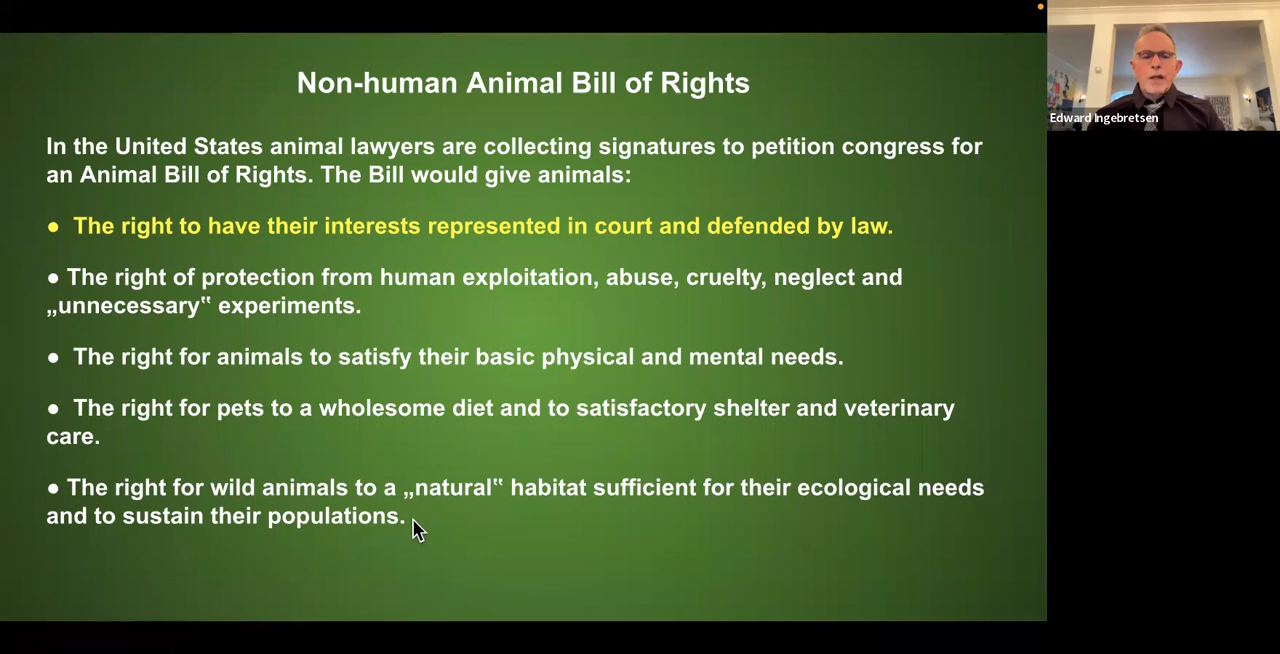 Non-human Animal Bill of Rights
In the United States animal lawyers are collecting signatures to petition congress for
an Animal Bill of Rights. The Bill would give animals:
● The right to have their interests represented in court and defended by law.
● The right of protection from human exploitation, abuse, cruelty, neglect and
„unnecessary‟ experiments.
● The right for animals to satisfy their basic physical and mental needs.
● The right for pets to a wholesome diet and to satisfactory shelter and veterinary
care.
● The right for wild animals to a „natural‟ habitat sufficient for their ecological needs
and to sustain their populations.
Edward Ingebretsen